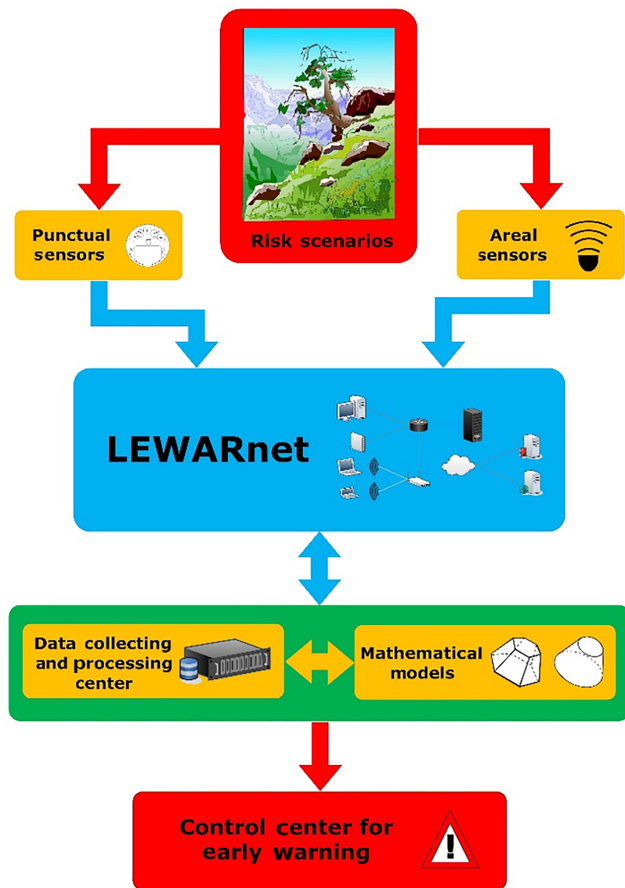 Risk scenarios
Punctual
sensors
Areal
sensors
LEWARnet
Data collecting
and processing
center
Mathematical
models
Control center for
early warning
!